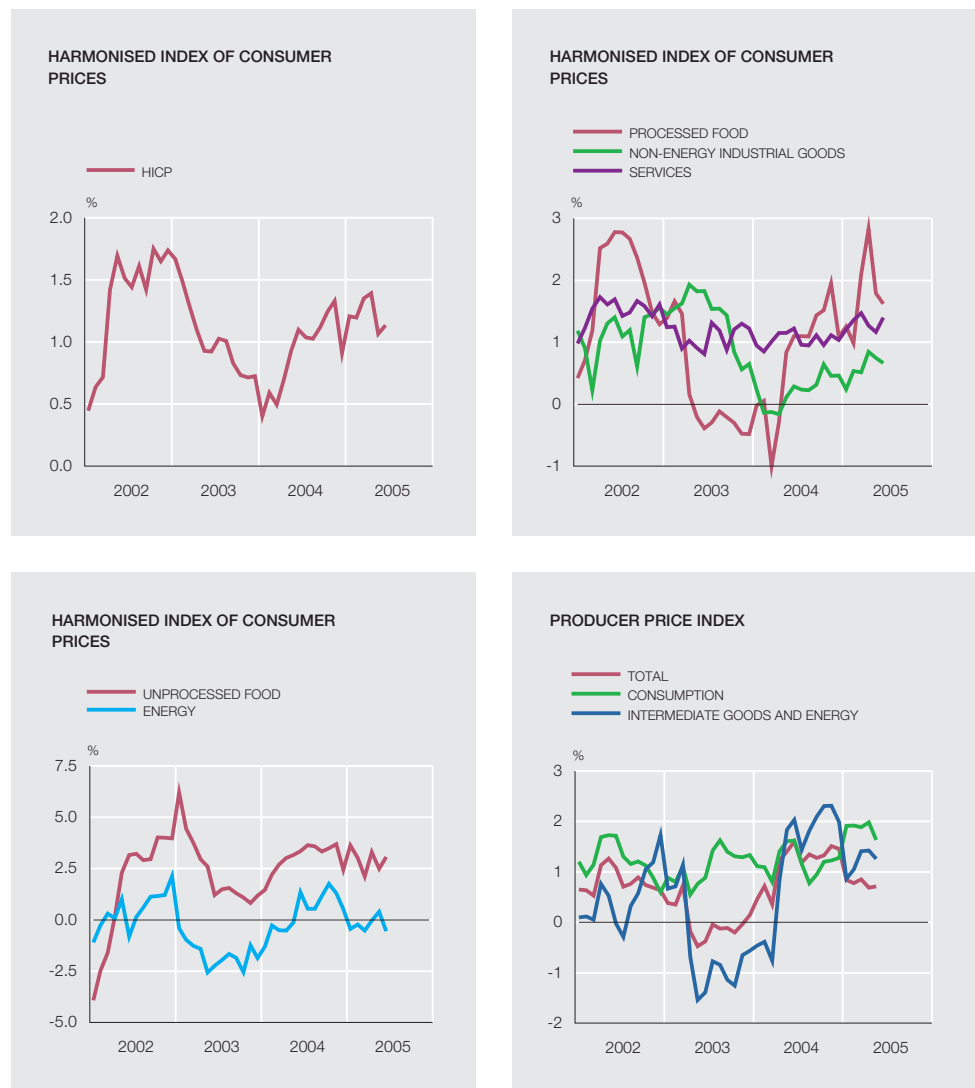 HARMONISED INDEX OF CONSUMER
PRICES
HICP
%
2.0
1.5
1.0
0.5
0.0
2002 2003 2004 2005
HARMONISED INDEX OF CONSUMER
PRICES
PROCESSED FOOD
NON-ENERGY INDUSTRIAL GOODS
SERVICES
%
3
2
1
0
-1
2002 2003 2004 2005
HARMONISED INDEX OF CONSUMER
PRICES
UNPROCESSED FOOD
ENERGY
%
7.5
5.0
2.5
0.0
-2.5
-5.0
2002 2003 2004 2005
PRODUCER PRICE INDEX
TOTAL
CONSUMPTION
INTERMEDIATE GOODS AND ENERGY
%
3
2
1
0
-1
-2
2002 2003 2004 2005